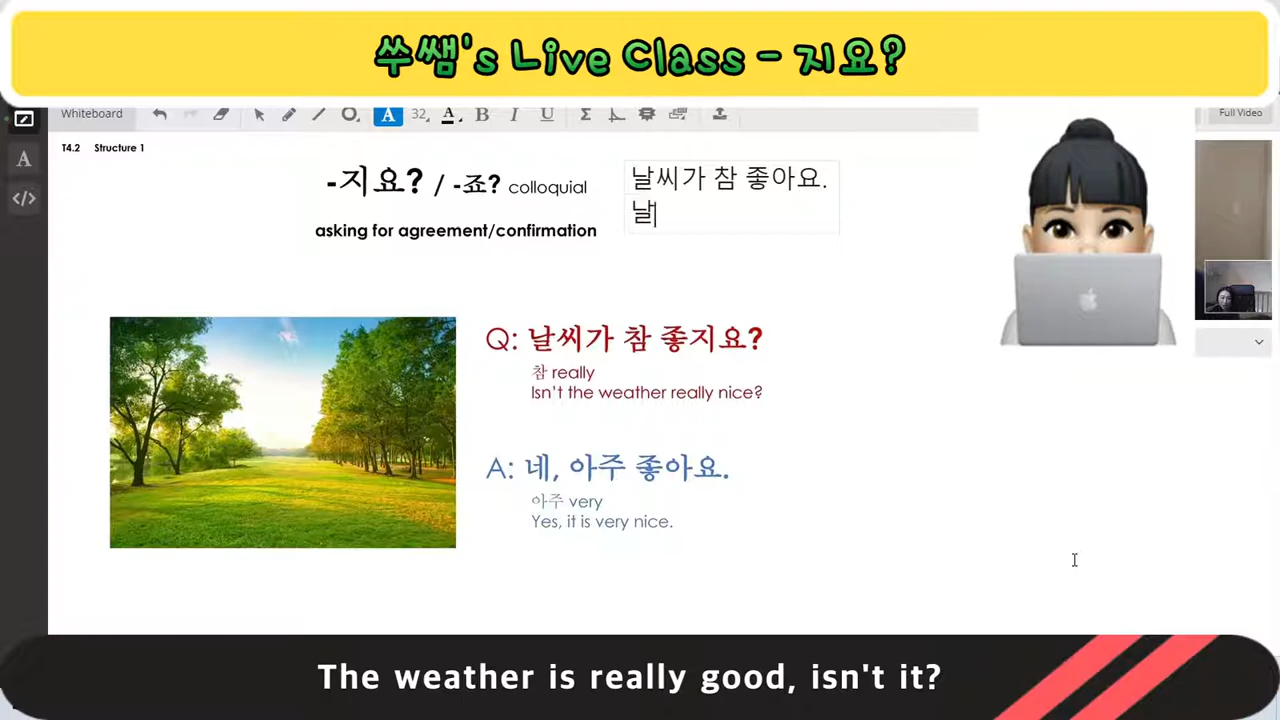 쑤쌤's Live Class - 지요?
Whiteboard
32
A
B
I
U
Σ
Full Video
T4.2 Structure 1
-지요? / -죠? colloquial
asking for agreement/confirmation
날씨가 참 좋아요.
날
Q: 날씨가 참 좋지요?
참 really
Isn't the weather really nice?
A: 네, 아주 좋아요.
아주 very
Yes, it is very nice.
The weather is really good, isn't it?